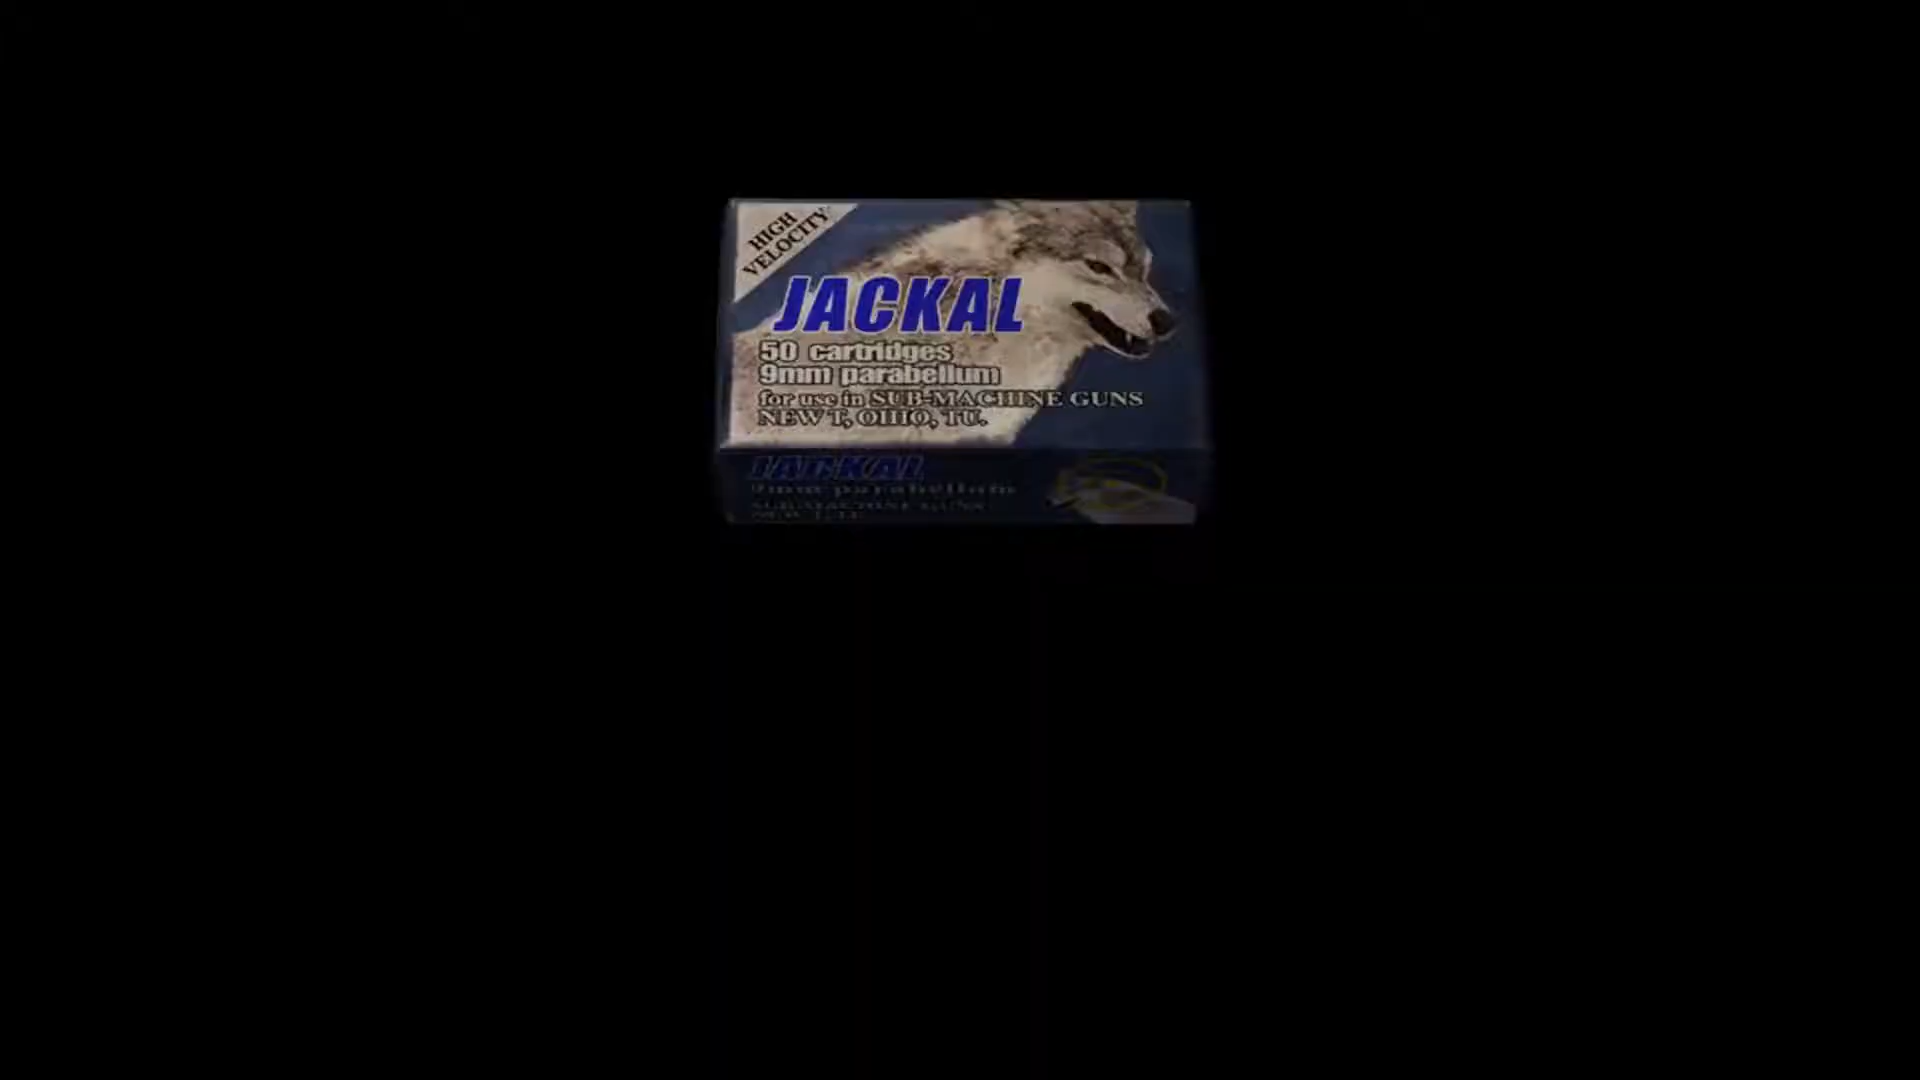 HIGH
VELOCITY
JACKAL
50 cartridges
9mm parabellum
for use in SUB-MACHINE GUNS
NEW T, OHIO, TU.
JACKAL
9mm parabellum